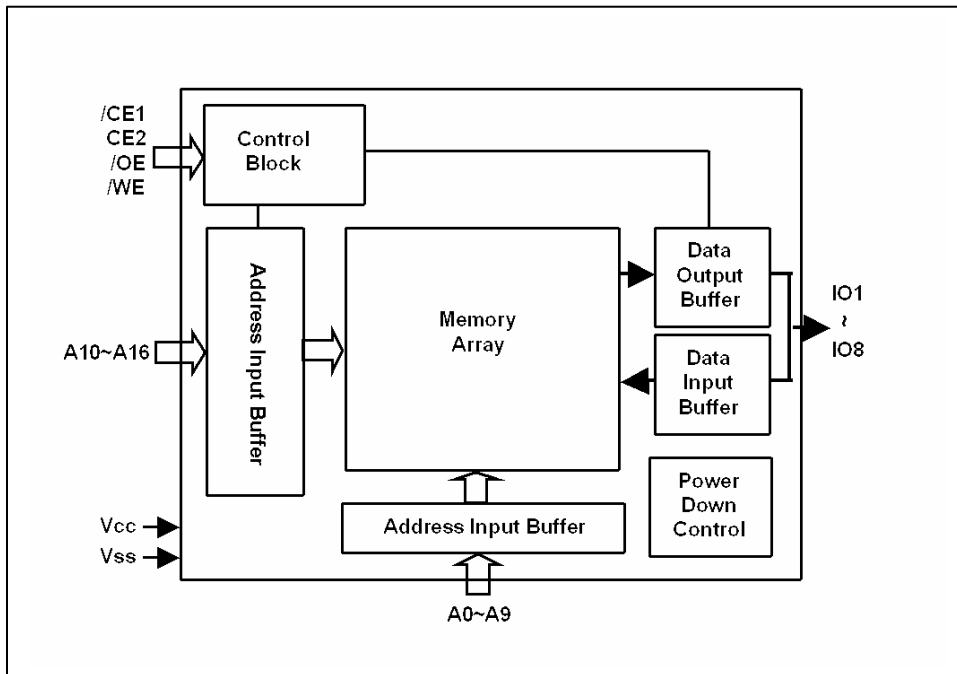 /CE1
CE2
/OE
/WE
Control
Block
Address Input Buffer
A10~A16
Memory
Array
Data
Output
Buffer
Data
Input
Buffer
IO1
~
IO8
Power
Down
Control
Address Input Buffer
Vcc
Vss
A0~A9